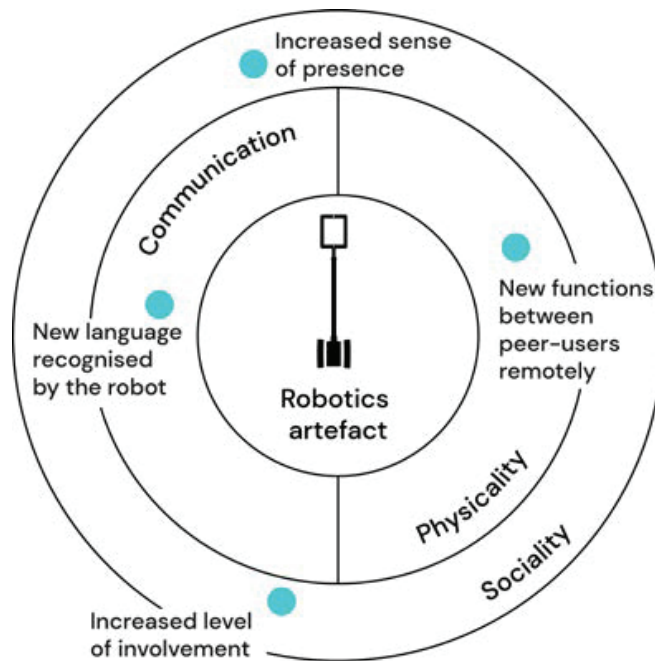 Increased sense
of presence
Communication
New language
recognised
by the robot
New functions
between
peer-users
remotely
Robotics
artefact
Physicality
Sociality
Increased level
of involvement